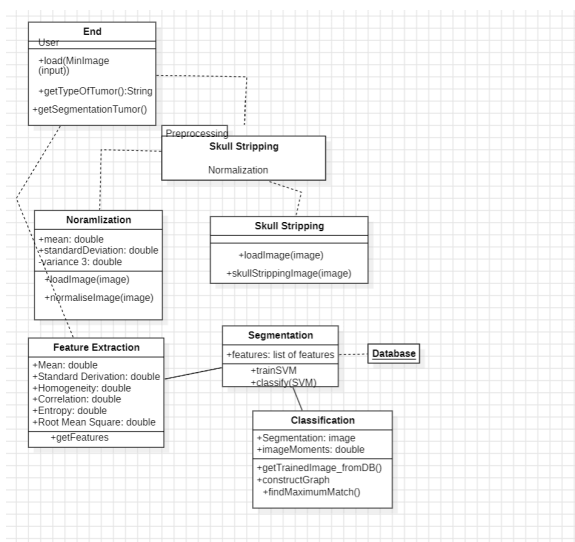 End
User
+load(MinImage
(input))
+getTypeOfTumor():String
+getSegmentationTumor()
Preprocessing
Skull Stripping
Normalization
Noramlization
+mean: double
+standardDeviation: double
-variance 3: double
+loadImage(image)
+normaliseImage(image)
Skull Stripping
+loadImage(image)
+skullStrippingImage(image)
Feature Extraction
+Mean: double
+Standard Derivation: double
+Homogeneity: double
+Correlation: double
+Entropy: double
+Root Mean Square: double
+getFeatures
Segmentation
+features: list of features
+trainSVM
+classify(SVM)
Database
Classification
+Segmentation: image
+imageMoments: double
+getTrainedImage_fromDB()
+constructGraph
+findMaximumMatch()